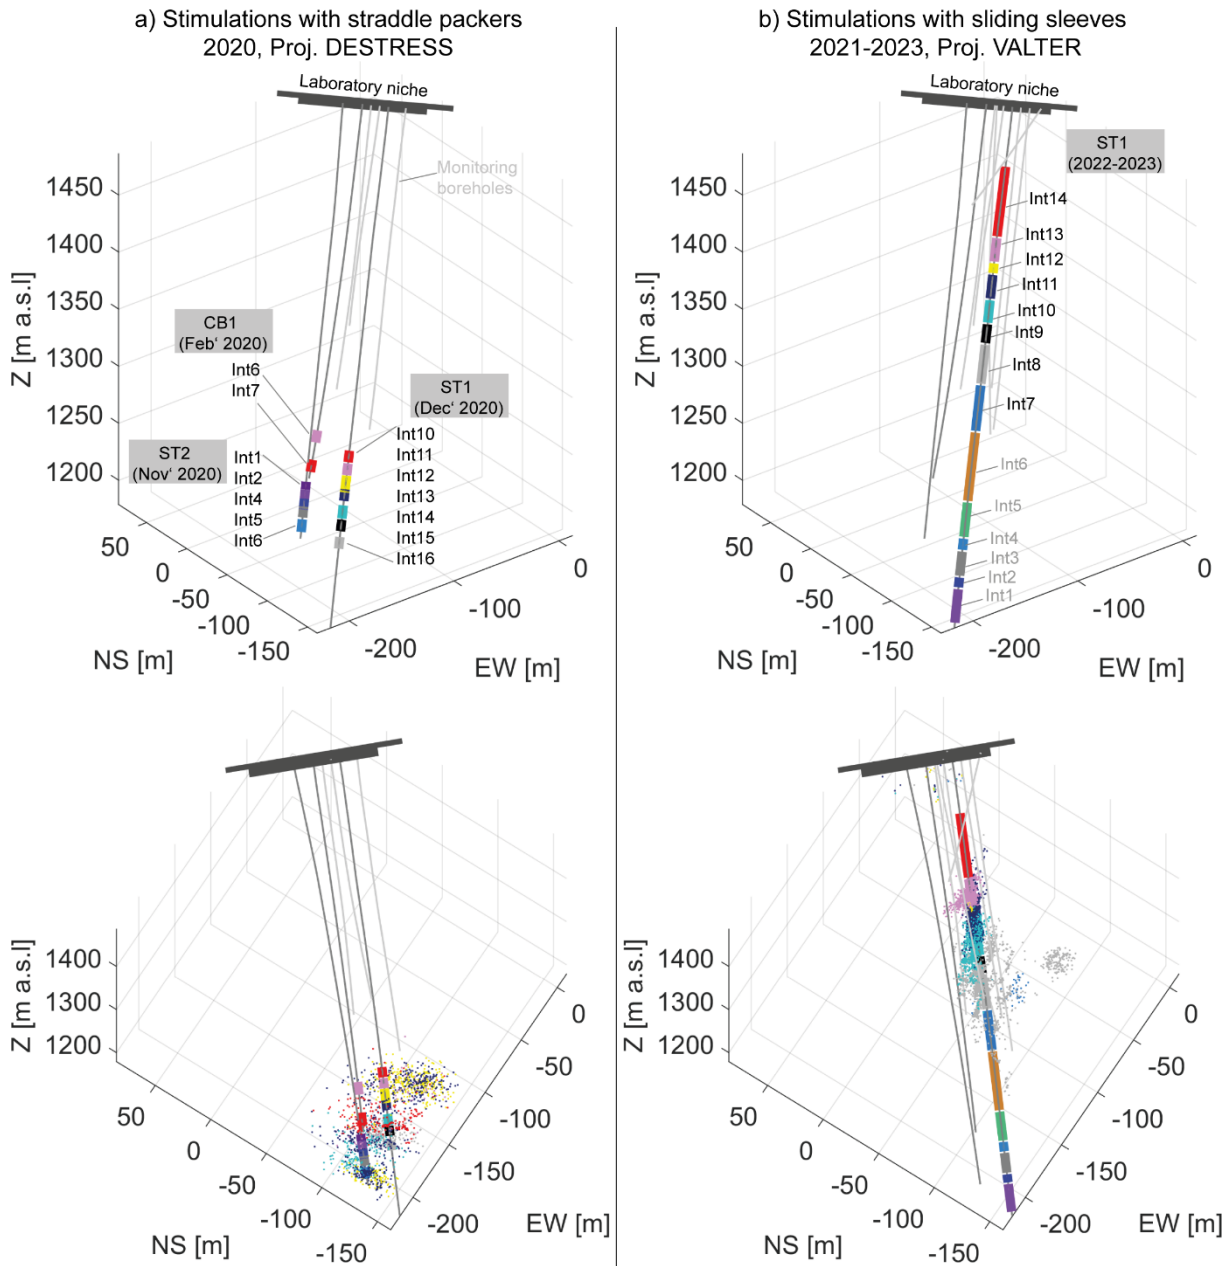 a) Stimulations with straddle packers
2020, Proj. DESTRESS
Laboratory niche
Monitoring
boreholes
1450
1400
1350
1300
1250
1200
Z [m a.s.l]
CB1
(Feb‘ 2020)
Int6
Int7
ST2
(Nov‘ 2020)
Int1
Int2
Int4
Int5
Int6
ST1
(Dec‘ 2020)
Int10
Int11
Int12
Int13
Int14
Int15
Int16
50
0
-50
-100
-150
NS [m]
0
-100
-200
EW [m]
b) Stimulations with sliding sleeves
2021-2023, Proj. VALTER
Laboratory niche
ST1
(2022-2023)
Int14
Int13
Int12
Int11
Int10
Int9
Int8
Int7
Int6
Int5
Int4
Int3
Int2
Int1
1450
1400
1350
1300
1250
1200
Z [m a.s.l]
50
0
-50
-100
-150
NS [m]
0
-100
-200
EW [m]
1400
1300
1200
Z [m a.s.l]
50
0
-50
-100
-150
NS [m]
0
-50
-100
-150
-200
EW [m]
1400
1300
1200
Z [m a.s.l]
50
0
-50
-100
-150
NS [m]
0
-50
-100
-150
-200
EW [m]